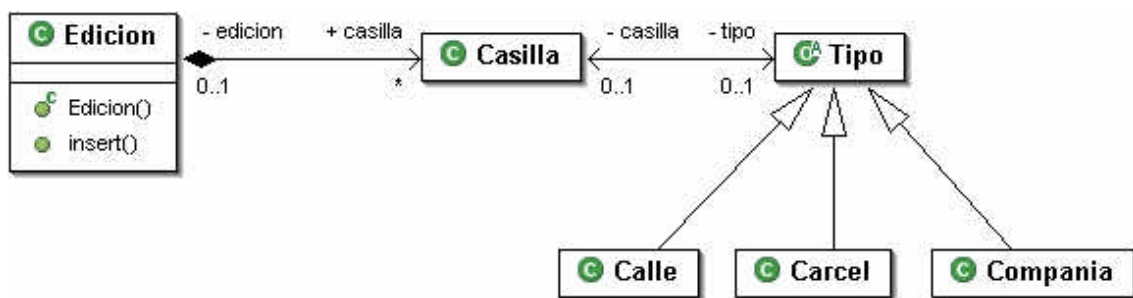 Edicion
- edicion
+ casilla
0..1
*
Edicion()
insert()
Casilla
- casilla
- tipo
0..1
0..1
Tipo
Calle
Carcel
Compania